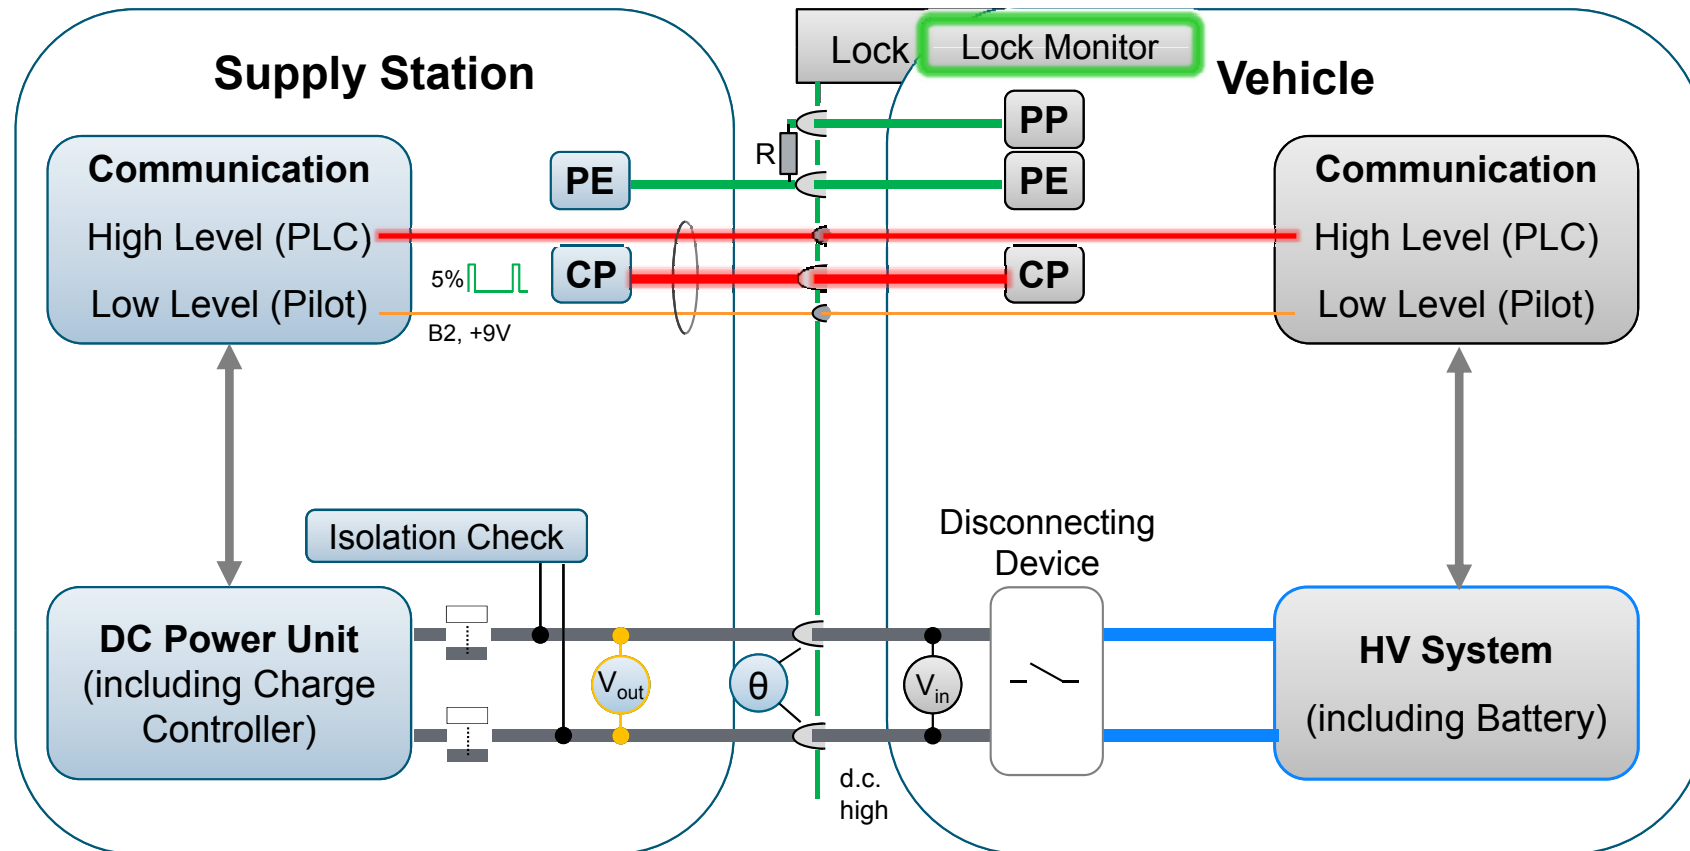 Supply Station
Lock
Lock Monitor
Vehicle
Communication
High Level (PLC)
Low Level (Pilot)
5%
B2, +9V
PE
CP
R
PP
PE
CP
Communication
High Level (PLC)
Low Level (Pilot)
Isolation Check
Disconnecting
Device
DC Power Unit
(including Charge
Controller)
Vout
θ
Vin
HV System
(including Battery)
d.c.
high